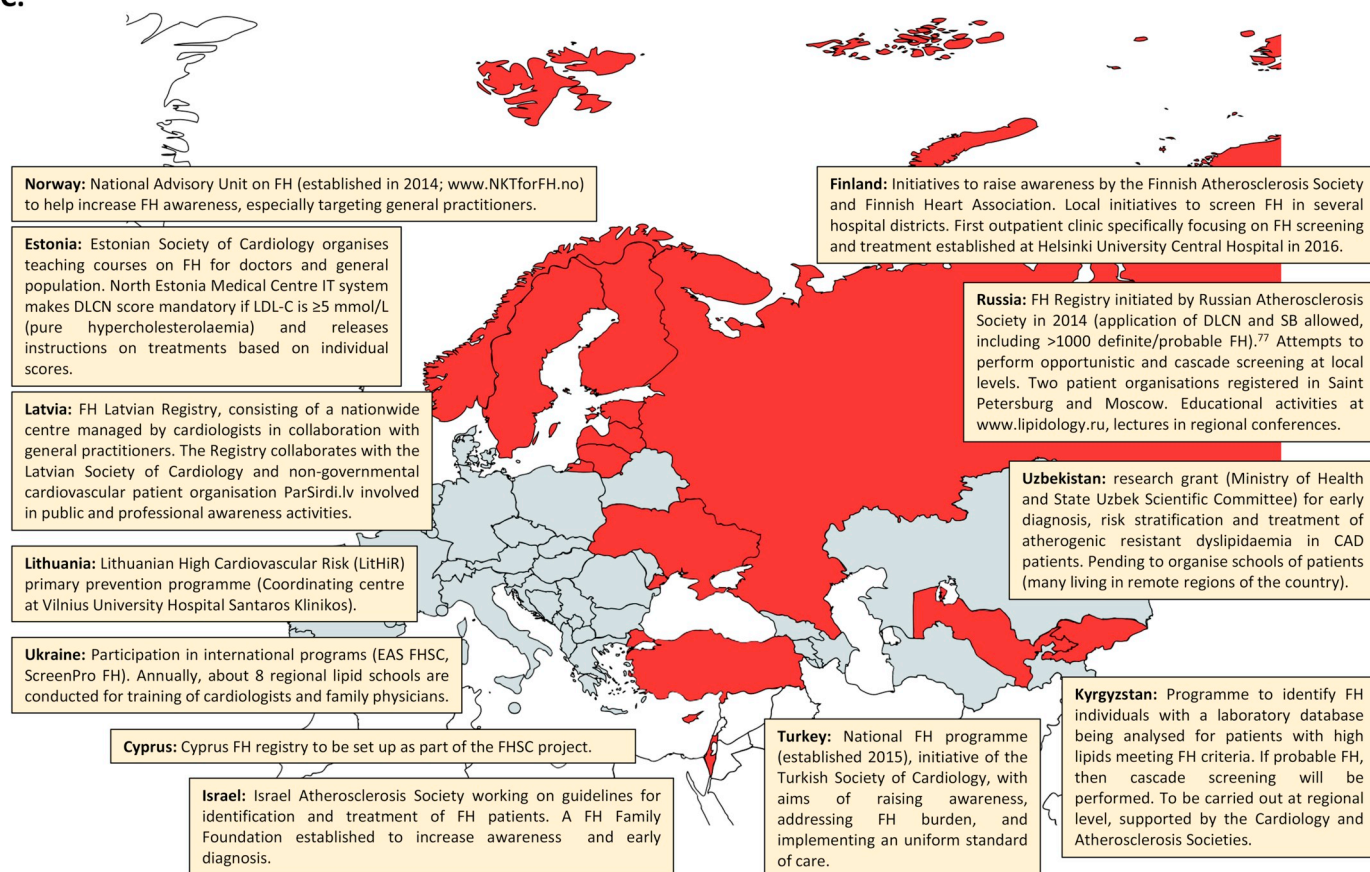 C.
Norway: National Advisory Unit on FH (established in 2014; www.NKTforFH.no)
to help increase FH awareness, especially targeting general practitioners.
Estonia: Estonian Society of Cardiology organises
teaching courses on FH for doctors and general
population. North Estonia Medical Centre IT system
makes DLCN score mandatory if LDL-C is ≥5 mmol/L
(pure hypercholesterolaemia) and releases
instructions on treatments based on individual
scores.
Latvia: FH Latvian Registry, consisting of a nationwide
centre managed by cardiologists in collaboration with
general practitioners. The Registry collaborates with the
Latvian Society of Cardiology and non-governmental
cardiovascular patient organisation ParSirdi.lv involved
in public and professional awareness activities.
Lithuania: Lithuanian High Cardiovascular Risk (LitHiR)
primary prevention programme (Coordinating centre
at Vilnius University Hospital Santaros Klinikos).
Ukraine: Participation in international programs (EAS FHSC,
ScreenPro FH). Annually, about 8 regional lipid schools are
conducted for training of cardiologists and family physicians.
Cyprus: Cyprus FH registry to be set up as part of the FHSC project.
Israel: Israel Atherosclerosis Society working on guidelines for
identification and treatment of FH patients. A FH Family
Foundation established to increase awareness and early
diagnosis.
Finland: Initiatives to raise awareness by the Finnish Atherosclerosis Society
and Finnish Heart Association. Local initiatives to screen FH in several
hospital districts. First outpatient clinic specifically focusing on FH screening
and treatment established at Helsinki University Central Hospital in 2016.
Russia: FH Registry initiated by Russian Atherosclerosis
Society in 2014 (application of DLCN and SB allowed,
including >1000 definite/probable FH).77 Attempts to
perform opportunistic and cascade screening at local
levels. Two patient organisations registered in Saint
Petersburg and Moscow. Educational activities at
www.lipidology.ru, lectures in regional conferences.
Uzbekistan: research grant (Ministry of Health
and State Uzbek Scientific Committee) for early
diagnosis, risk stratification and treatment of
atherogenic resistant dyslipidaemia in CAD
patients. Pending to organise schools of patients
(many living in remote regions of the country).
Turkey: National FH programme
(established 2015), initiative of the
Turkish Society of Cardiology, with
aims of raising awareness,
addressing FH burden, and
implementing an uniform standard
of care.
Kyrgyzstan: Programme to identify FH
individuals with a laboratory database
being analysed for patients with high
lipids meeting FH criteria. If probable FH,
then cascade screening will be
performed. To be carried out at regional
level, supported by the Cardiology and
Atherosclerosis Societies.